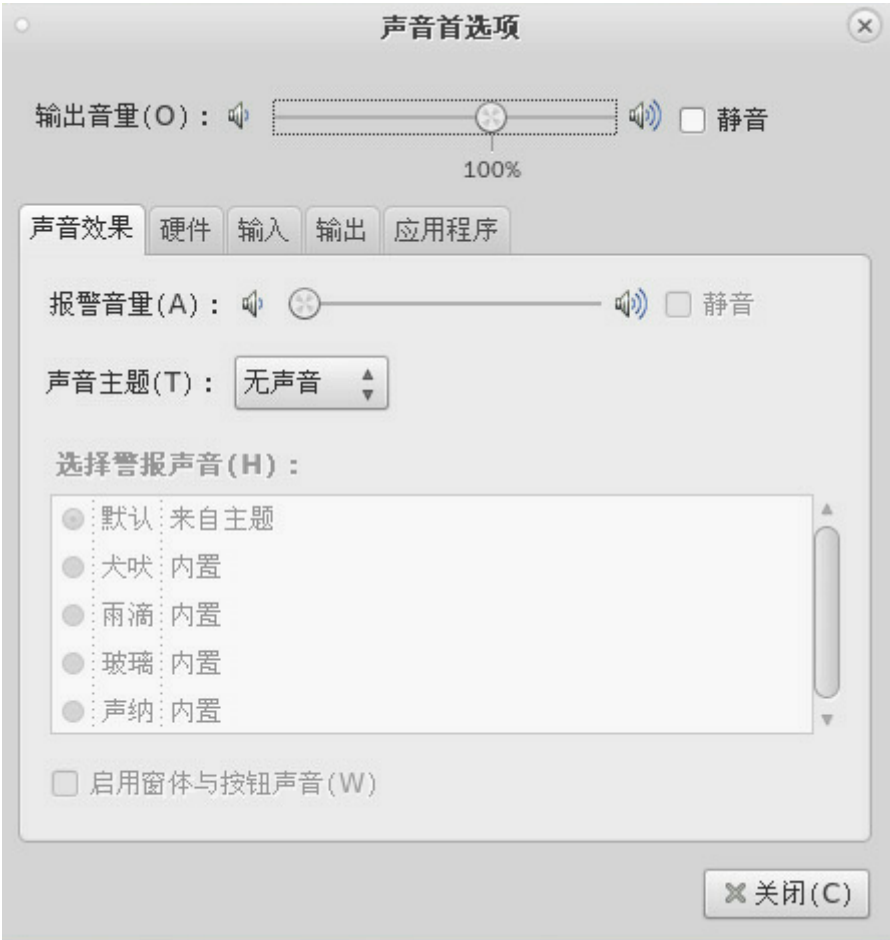 声音首选项
输出音量(O)： 静音
100%
声音效果 硬件 输入 输出 应用程序
报警音量(A)： 静音
声音主题(T)： 无声音
选择警报声音(H)：
默认 来自主题
犬吠 内置
雨滴 内置
玻璃 内置
声纳 内置
启用窗体与按钮声音(W)
关闭(C)